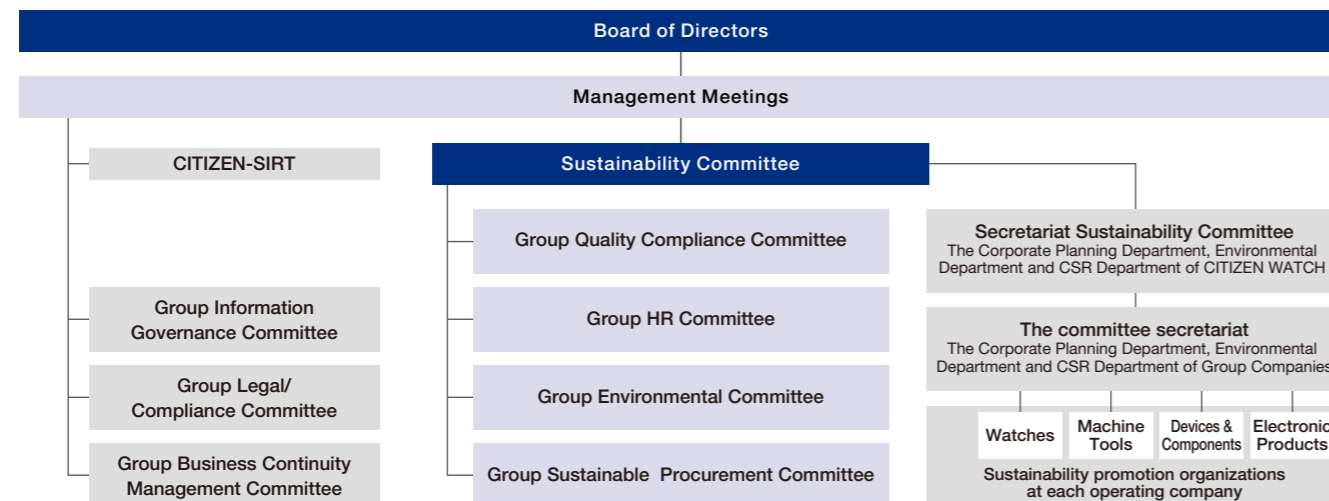 Board of Directors
Management Meetings
CITIZEN-SIRT
Group Information
Governance Committee
Group Legal/
Compliance Committee
Group Business Continuity
Management Committee
Sustainability Committee
Group Quality Compliance Committee
Group HR Committee
Group Environmental Committee
Group Sustainable Procurement Committee
Secretariat Sustainability Committee
The Corporate Planning Department, Environmental
Department and CSR Department of CITIZEN WATCH
The committee secretariat
The Corporate Planning Department, Environmental
Department and CSR Department of Group Companies
Watches
Machine
Tools
Devices &
Components
Electronic
Products
Sustainability promotion organizations
at each operating company